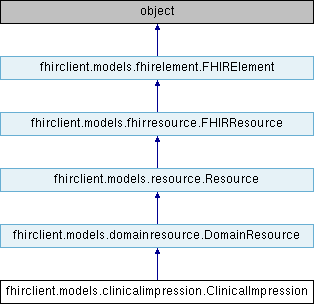 object
fhirclient.models.fhirelement.FHIRElement
fhirclient.models.fhirresource.FHIRResource
fhirclient.models.resource.Resource
fhirclient.models.domainresource.DomainResource
fhirclient.models.clinicalimpression.ClinicalImpression